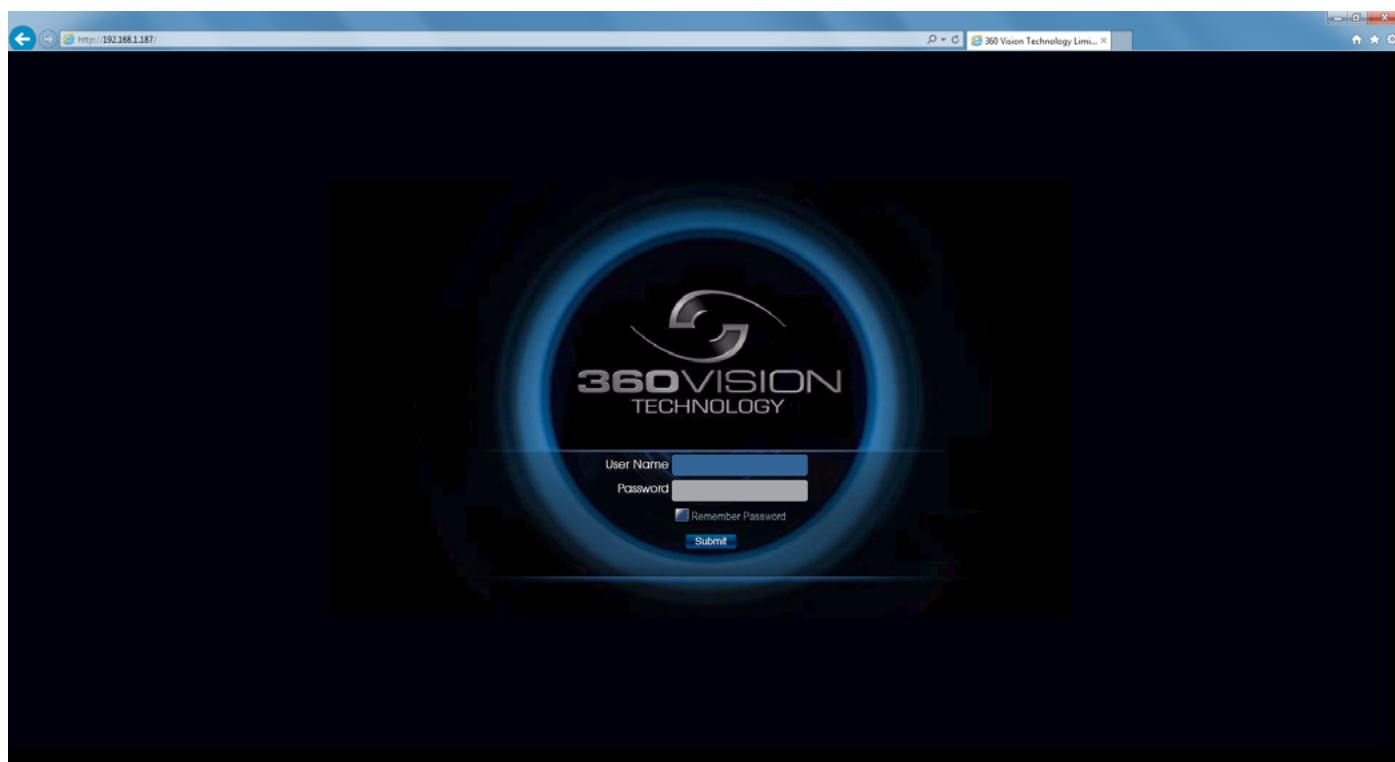 http://192.168.1.187/
360 Vision Technology Limi...
360VISION
TECHNOLOGY
User Name
Password
Remember Password
Submit